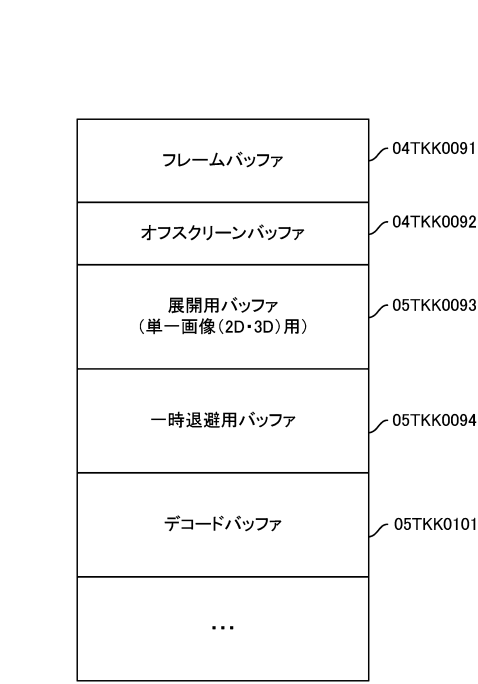 フレームバッファ
04TKK0091
オフスクリーンバッファ
04TKK0092
展開用バッファ
(単一画像(2D・3D)用)
05TKK0093
一時退避用バッファ
05TKK0094
デコードバッファ
05TKK0101
・・・